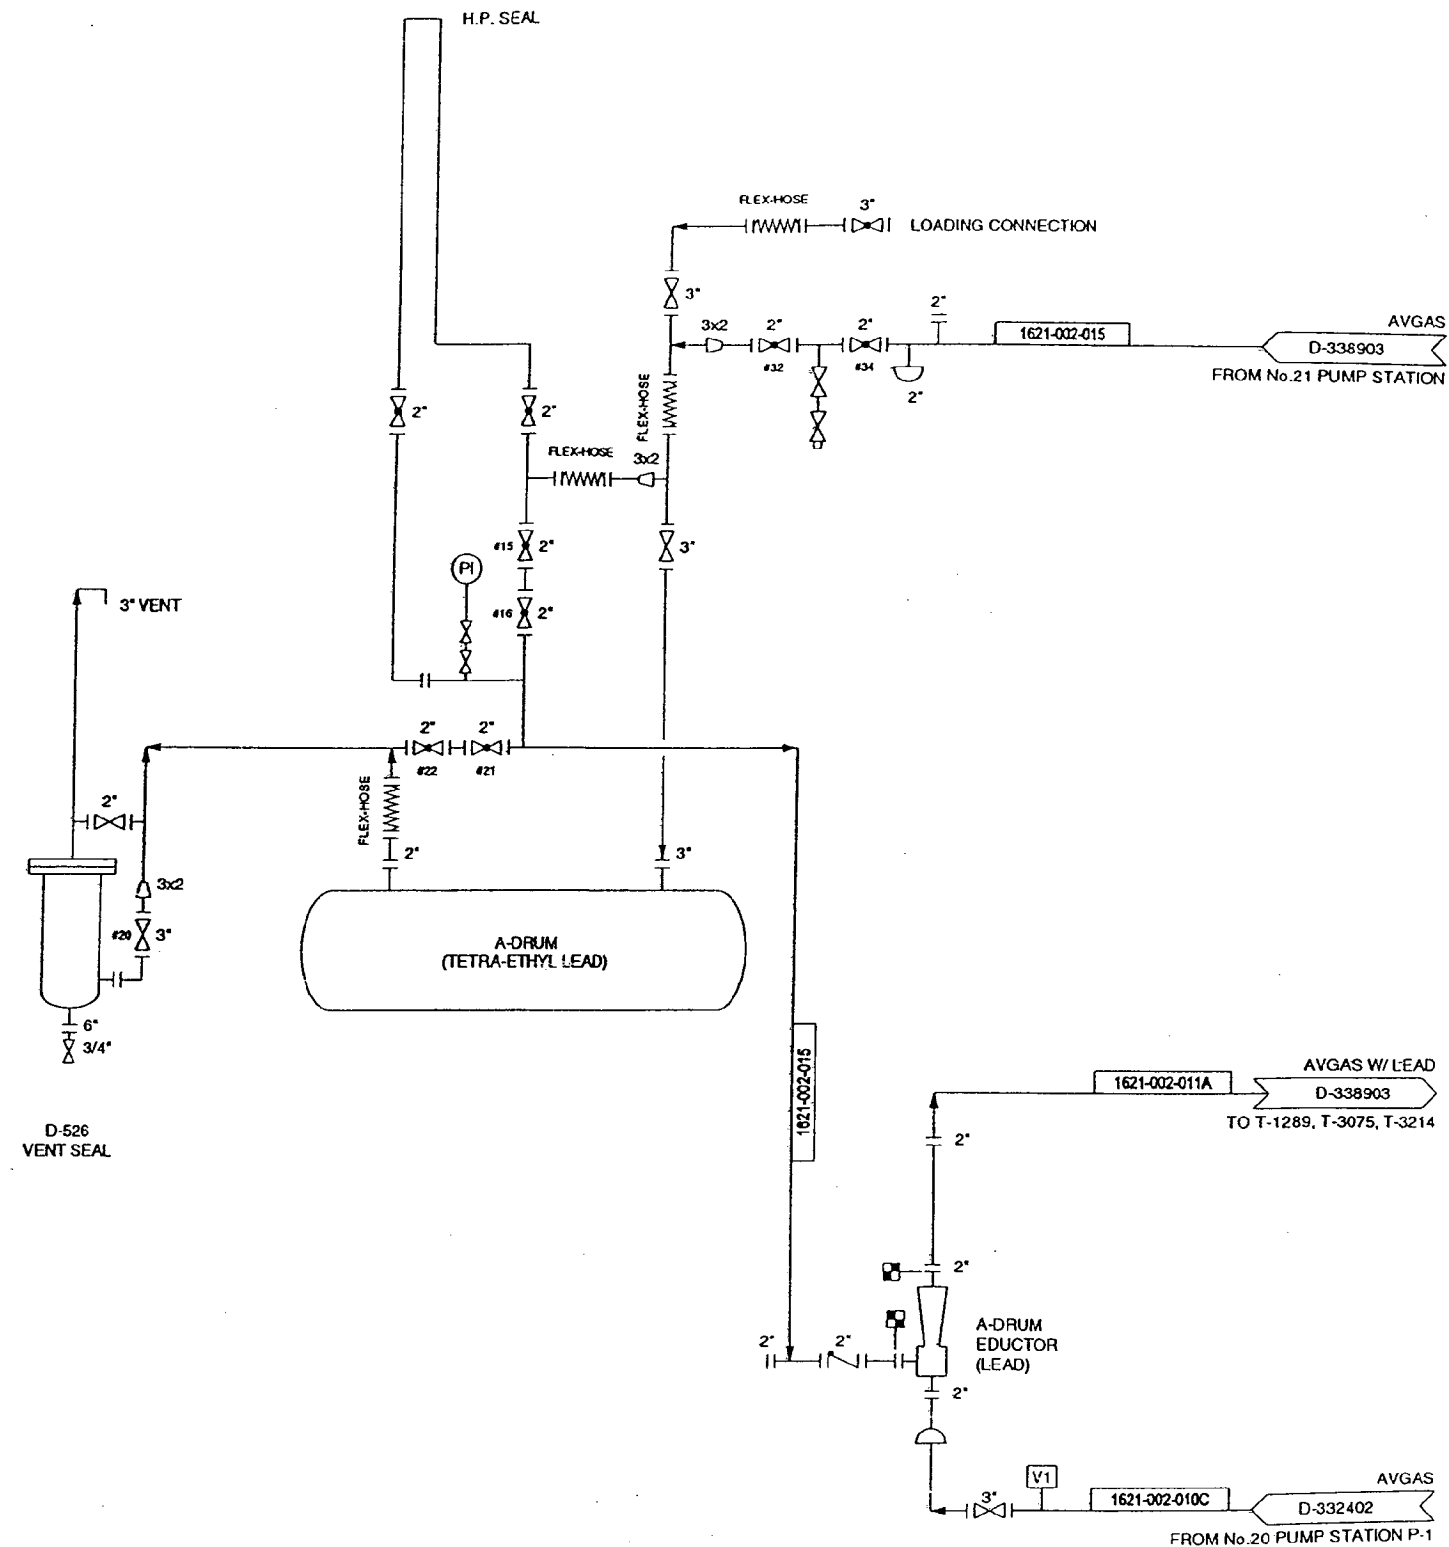 H.P. SEAL
FLEX-HOSE
3"
LOADING CONNECTION
3"
2"
AVGAS
3x2
2"
2"
1621-002-015
D-338903
#32
#34
FROM No.21 PUMP STATION
2"
FLEX-HOSE
2"
2"
FLEX-HOSE
3x2
#15
2"
3"
PI
#16
2"
3" VENT
2"
2"
#22
#21
FLEX-HOSE
2"
2"
3"
3x2
#20
3"
A-DRUM
(TETRA-ETHYL LEAD)
6"
3/4"
1621-002-015
AVGAS W/ LEAD
1621-002-011A
D-338903
TO T-1289, T-3075, T-3214
D-526
VENT SEAL
2"
2"
A-DRUM
EDUCTOR
(LEAD)
2"
2"
2"
V1
AVGAS
3"
1621-002-010C
D-332402
FROM No.20 PUMP STATION P-1